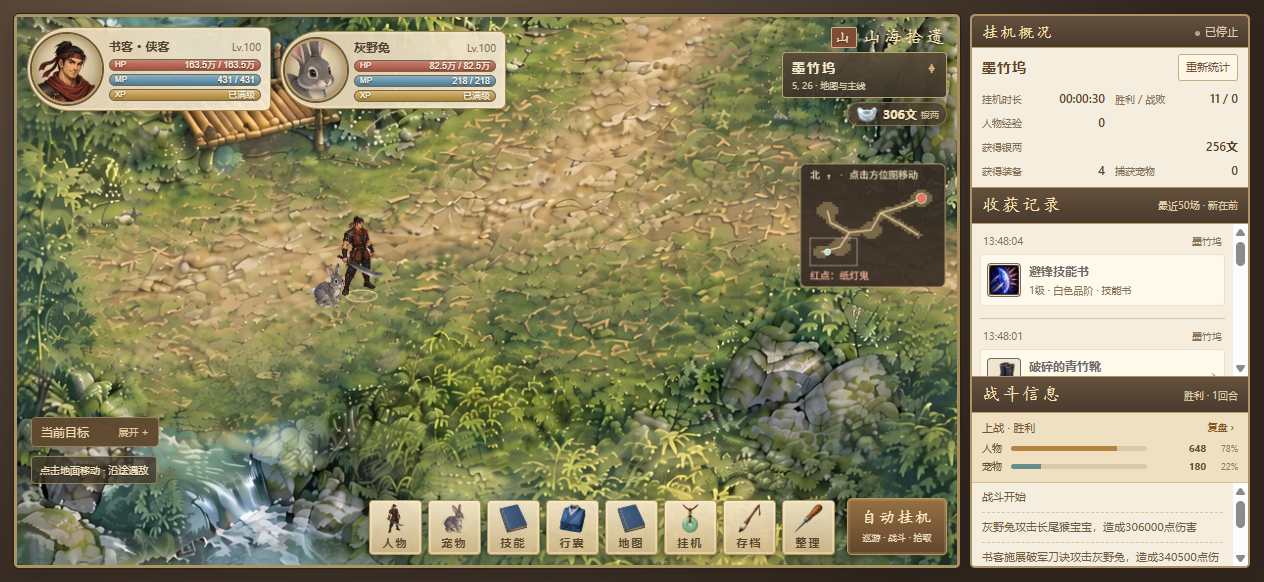 书客·侠客 Lv.100
HP 163.5万 / 163.5万
MP 431 / 431
XP 已满级
灰野兔 Lv.100
HP 82.5万 / 82.5万
MP 218 / 218
XP 已满级
山 山海拾遗
墨竹坞
5, 26 · 地图与主线
306文 银两
北 ↑ · 点击方位图移动
红点：纸灯鬼
当前目标 展开 +
点击地面移动 · 沿途遇敌
人物
宠物
技能
行囊
地图
挂机
存档
整理
自动挂机
巡游 · 战斗 · 拾取
挂机概况 ● 已停止
墨竹坞 重新统计
挂机时长 00:00:30 胜利 / 战败 11 / 0
人物经验 0
获得银两 256文
获得装备 4 捕获宠物 0
收获记录 最近50场 · 新在前
13:48:04 墨竹坞
避锋技能书
1级 · 白色品阶 · 技能书
13:48:01 墨竹坞
破碎的青竹靴
战斗信息 胜利 · 1回合
上战 · 胜利 复盘 ›
人物 648 78%
宠物 180 22%
战斗开始
灰野兔攻击长尾猴宝宝，造成306000点伤害
书客施展破军刀诀攻击灰野兔，造成340500点伤